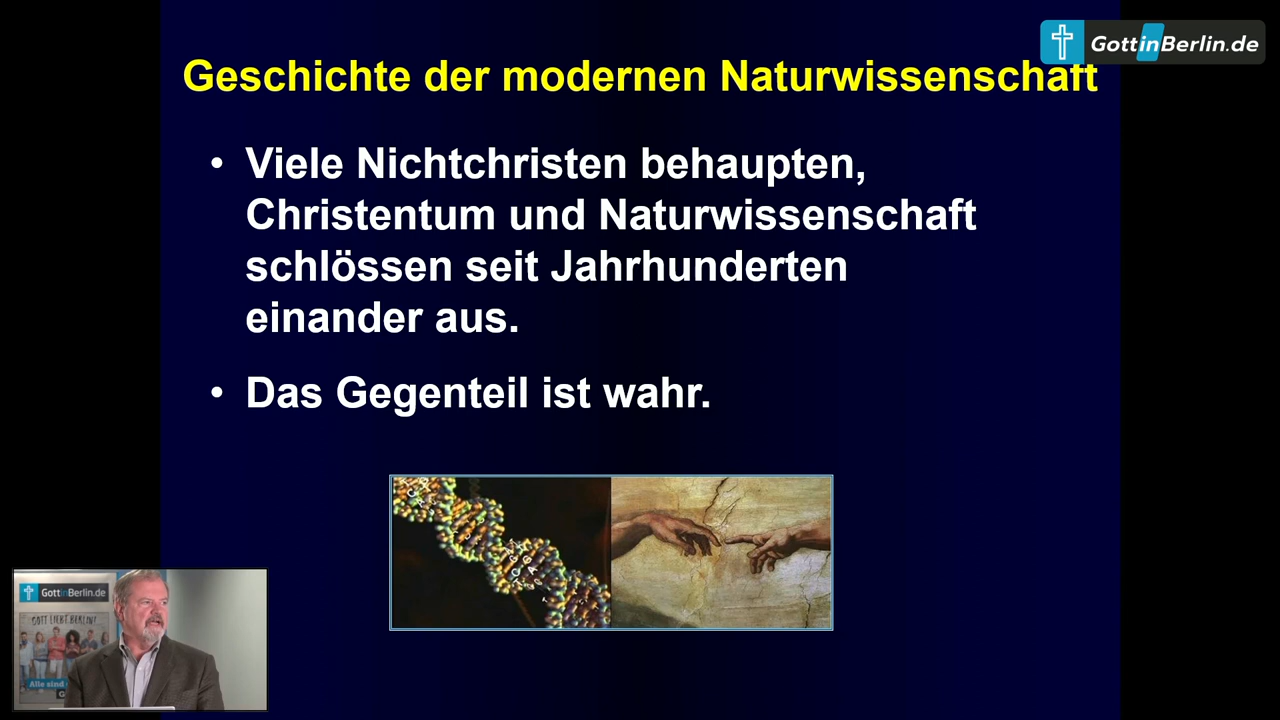 GottinBerlin.de
Geschichte der modernen Naturwissenschaft
• Viele Nichtchristen behaupten,
Christentum und Naturwissenschaft
schlössen seit Jahrhunderten
einander aus.
• Das Gegenteil ist wahr.
GottinBerlin.de
GOTT LIEBT BERLIN!
Alle sind
G